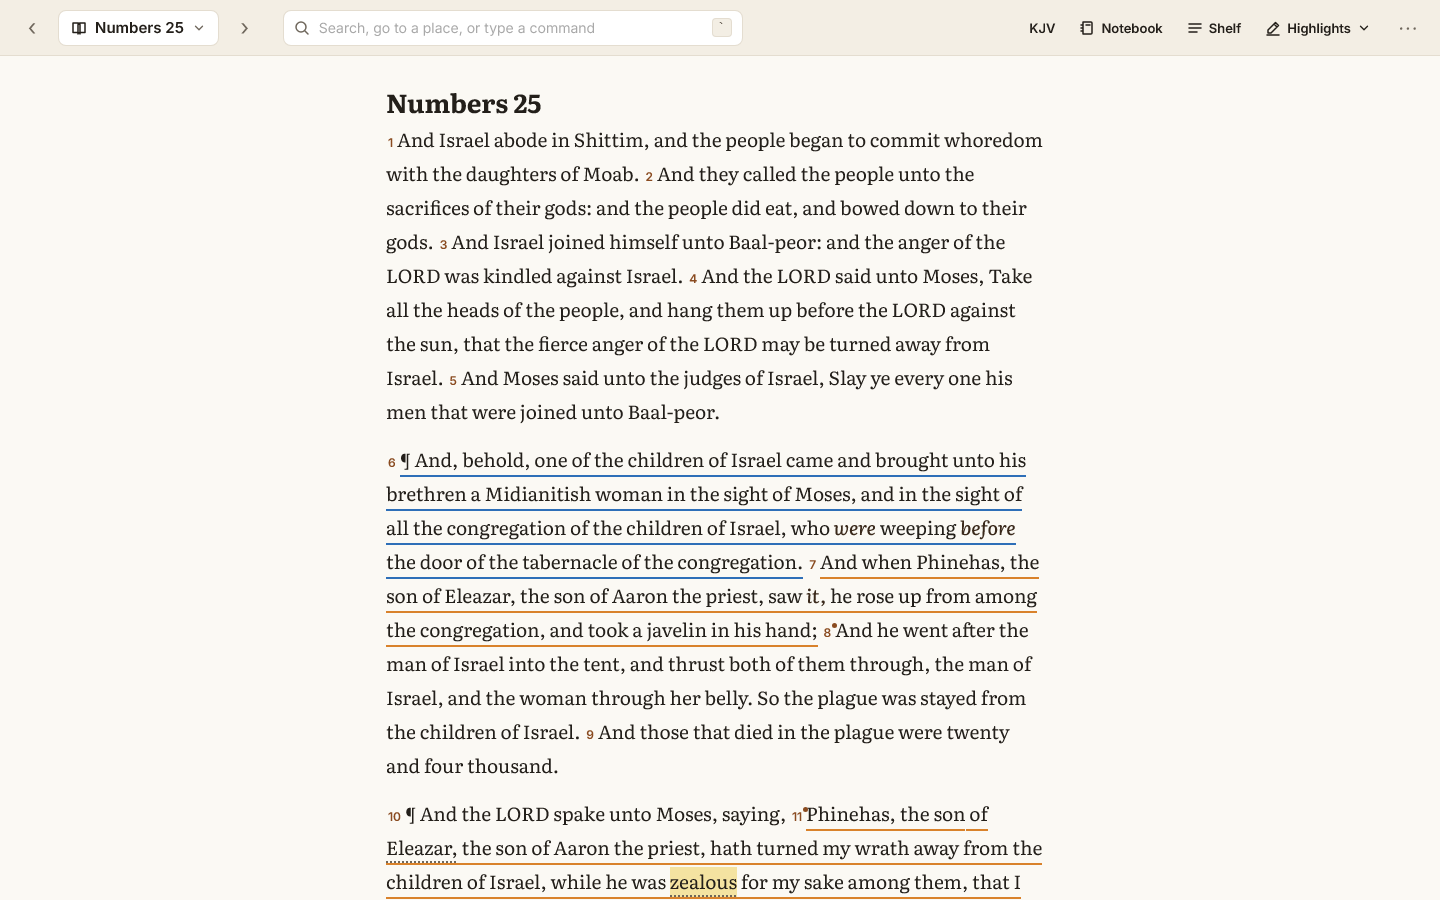 Numbers 25
Search, go to a place, or type a command
`
KJV
Notebook
Shelf
Highlights
Numbers 25
1 And Israel abode in Shittim, and the people began to commit whoredom
with the daughters of Moab. 2 And they called the people unto the
sacrifices of their gods: and the people did eat, and bowed down to their
gods. 3 And Israel joined himself unto Baal-peor: and the anger of the
LORD was kindled against Israel. 4 And the LORD said unto Moses, Take
all the heads of the people, and hang them up before the LORD against
the sun, that the fierce anger of the LORD may be turned away from
Israel. 5 And Moses said unto the judges of Israel, Slay ye every one his
men that were joined unto Baal-peor.
6 ¶ And, behold, one of the children of Israel came and brought unto his
brethren a Midianitish woman in the sight of Moses, and in the sight of
all the congregation of the children of Israel, who were weeping before
the door of the tabernacle of the congregation. 7 And when Phinehas, the
son of Eleazar, the son of Aaron the priest, saw it, he rose up from among
the congregation, and took a javelin in his hand; 8 And he went after the
man of Israel into the tent, and thrust both of them through, the man of
Israel, and the woman through her belly. So the plague was stayed from
the children of Israel. 9 And those that died in the plague were twenty
and four thousand.
10 ¶ And the LORD spake unto Moses, saying, 11 Phinehas, the son of
Eleazar, the son of Aaron the priest, hath turned my wrath away from the
children of Israel, while he was zealous for my sake among them, that I